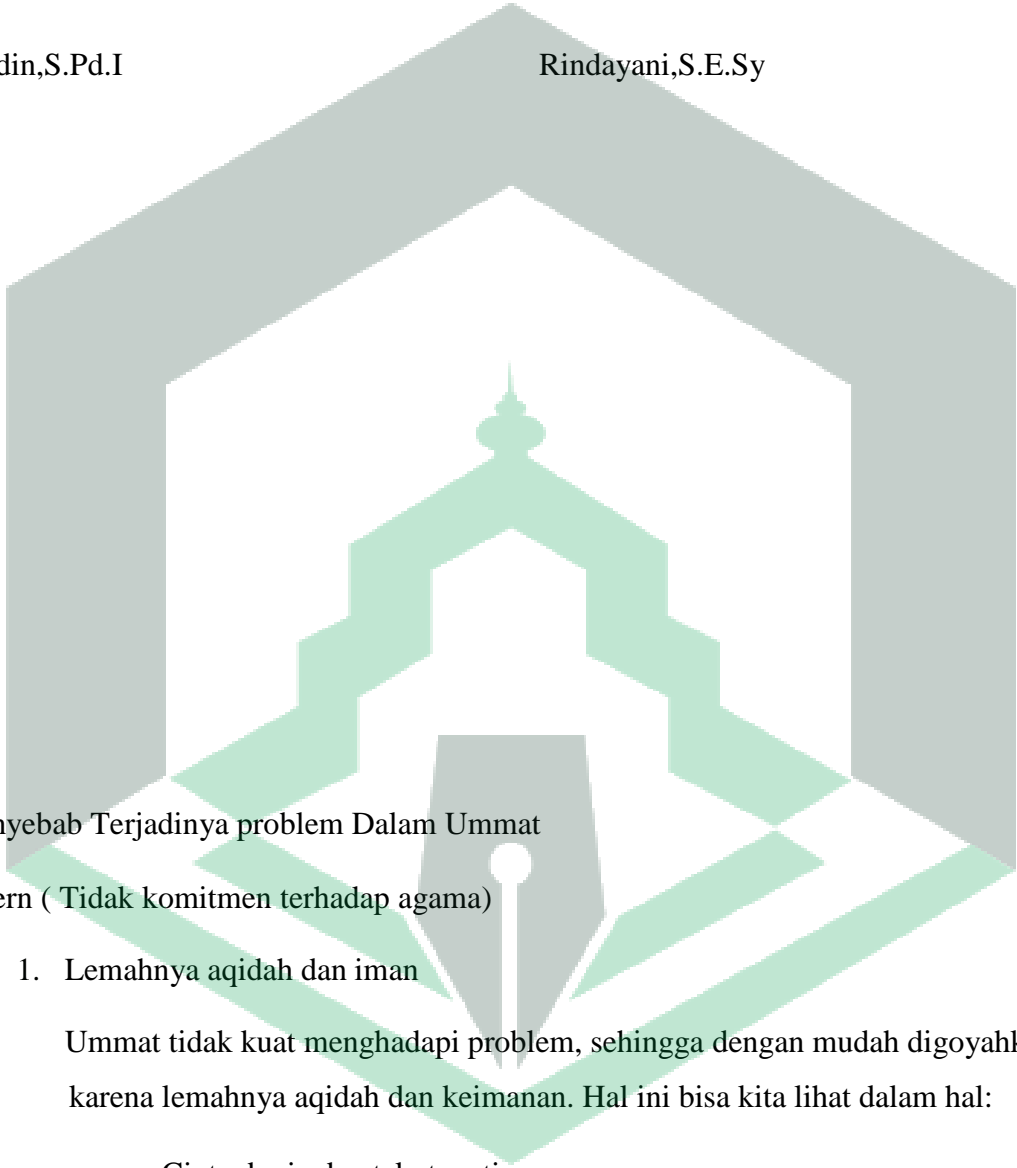 din,S.Pd.I Rindayani,S.E.Sy
nyebab Terjadinya problem Dalam Ummat
ern ( Tidak komitmen terhadap agama)
1. Lemahnya aqidah dan iman
Ummat tidak kuat menghadapi problem, sehingga dengan mudah digoyahk
karena lemahnya aqidah dan keimanan. Hal ini bisa kita lihat dalam hal: